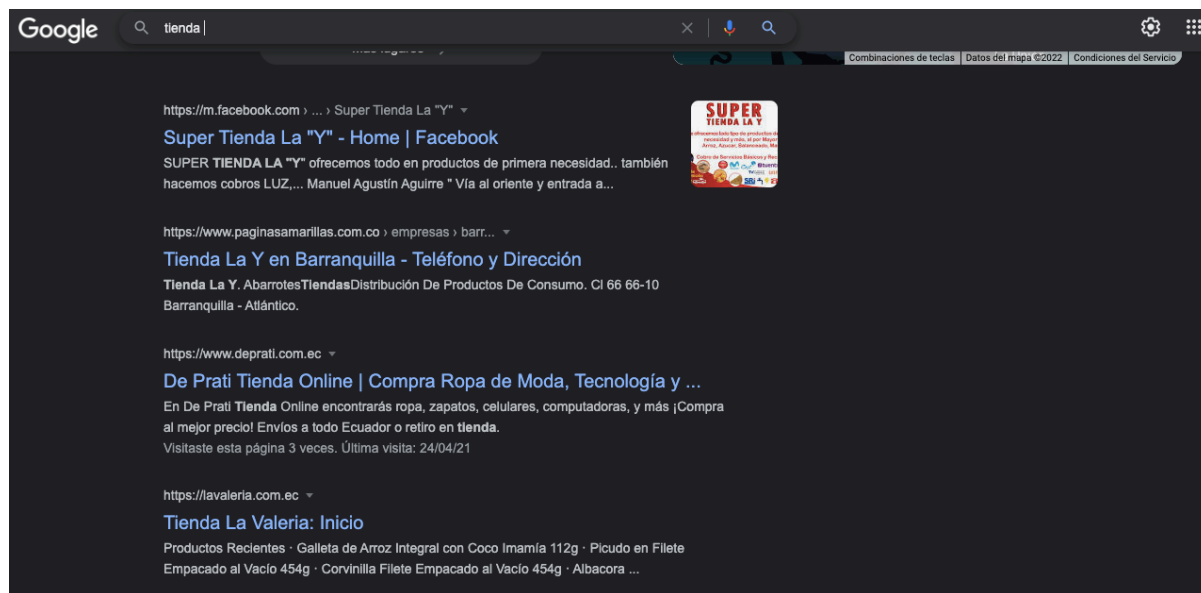 Google
tienda
Combinaciones de teclas Datos del mapa ©2022 Condiciones del Servicio
https://m.facebook.com › ... › Super Tienda La "Y"
Super Tienda La "Y" - Home | Facebook
SUPER TIENDA LA "Y" ofrecemos todo en productos de primera necesidad.. también
hacemos cobros LUZ,... Manuel Agustín Aguirre " Vía al oriente y entrada a...
SUPER
TIENDA LA Y
https://www.paginasamarillas.com.co › empresas › barr...
Tienda La Y en Barranquilla - Teléfono y Dirección
Tienda La Y. AbarrotesTiendasDistribución De Productos De Consumo. Cl 66 66-10
Barranquilla - Atlántico.
https://www.deprati.com.ec
De Prati Tienda Online | Compra Ropa de Moda, Tecnología y ...
En De Prati Tienda Online encontrarás ropa, zapatos, celulares, computadoras, y más ¡Compra
al mejor precio! Envíos a todo Ecuador o retiro en tienda.
Visitaste esta página 3 veces. Última visita: 24/04/21
https://lavaleria.com.ec
Tienda La Valeria: Inicio
Productos Recientes · Galleta de Arroz Integral con Coco Imamía 112g · Picudo en Filete
Empacado al Vacío 454g · Corvinilla Filete Empacado al Vacío 454g · Albacora ...